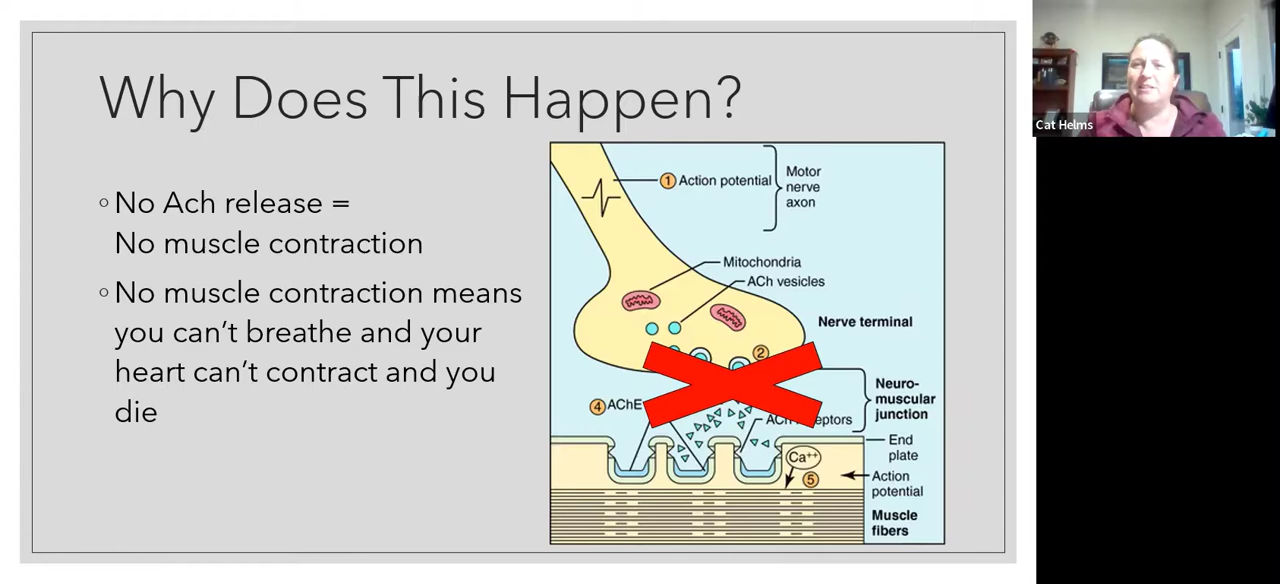 Why Does This Happen?
◦ No Ach release =
No muscle contraction
◦ No muscle contraction means
you can't breathe and your
heart can't contract and you
die
1 Action potential
Motor
nerve
axon
Mitochondria
ACh vesicles
Nerve terminal
2
Neuro-
muscular
junction
4 AChE
End
plate
Ca++
5
Action
potential
Muscle
fibers
Cat Helms